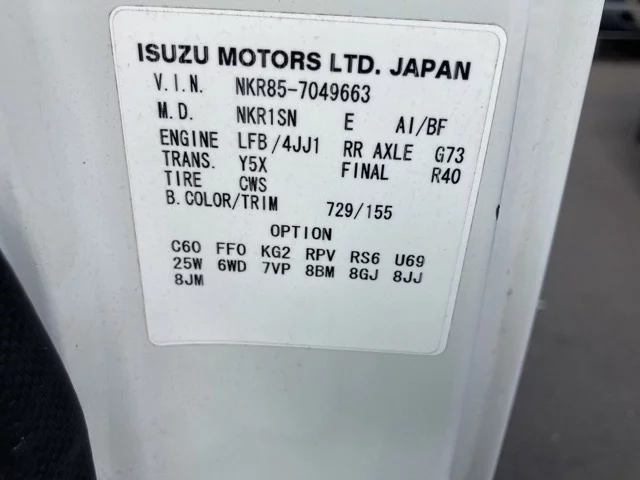 ISUZU MOTORS LTD. JAPAN
V.I.N. NKR85-7049663
M.D. NKR1SN E AI/BF
ENGINE LFB/4JJ1 RR AXLE G73
TRANS. Y5X FINAL R40
TIRE CWS
B.COLOR/TRIM 729/155
OPTION
C60 FF0 KG2 RPV RS6 U69
25W 6WD 7VP 8BM 8GJ 8JJ
8JM